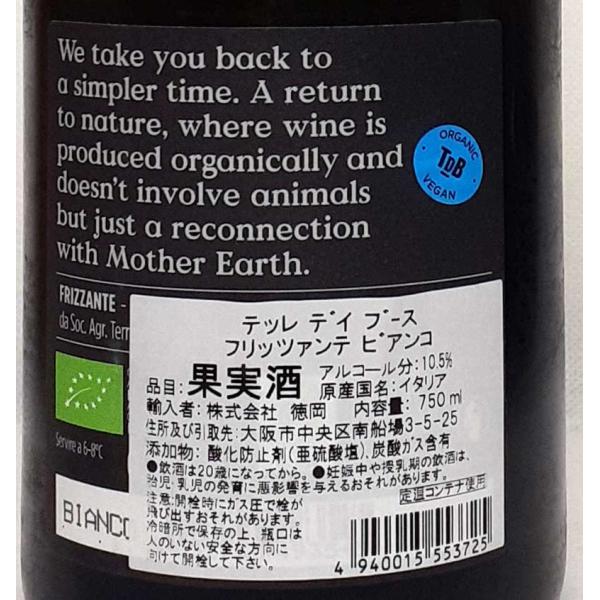 We take you back to
a simpler time. A return
to nature, where wine is
produced organically and
doesn't involve animals
but just a reconnection
with Mother Earth.
ORGANIC
TDB
VEGAN
FRIZZANTE -
da Soc. Agr. Terr
Servire a 6-8°C
BIANCO
テッレ デイ ブース
フリッツァンテ ビアンコ
品目:果実酒 アルコール分:10.5%
原産国名:イタリア
輸入者:株式会社 徳岡 内容量:750 ml
住所及び引取先:大阪市中央区南船場3-5-25
添加物:酸化防止剤(亜硫酸塩),炭酸ガス含有
●飲酒は20歳になってから。●妊娠中や授乳期の飲酒は、
胎児・乳児の発育に悪影響を与えるおそれがあります。
定温コンテナ使用
注意:開栓時にガス圧で栓が
飛び出すおそれがあります。
冷暗所で保存の上、瓶口は
人のいない安全な方向に
向けて開栓して下さい。
4 940015 553725